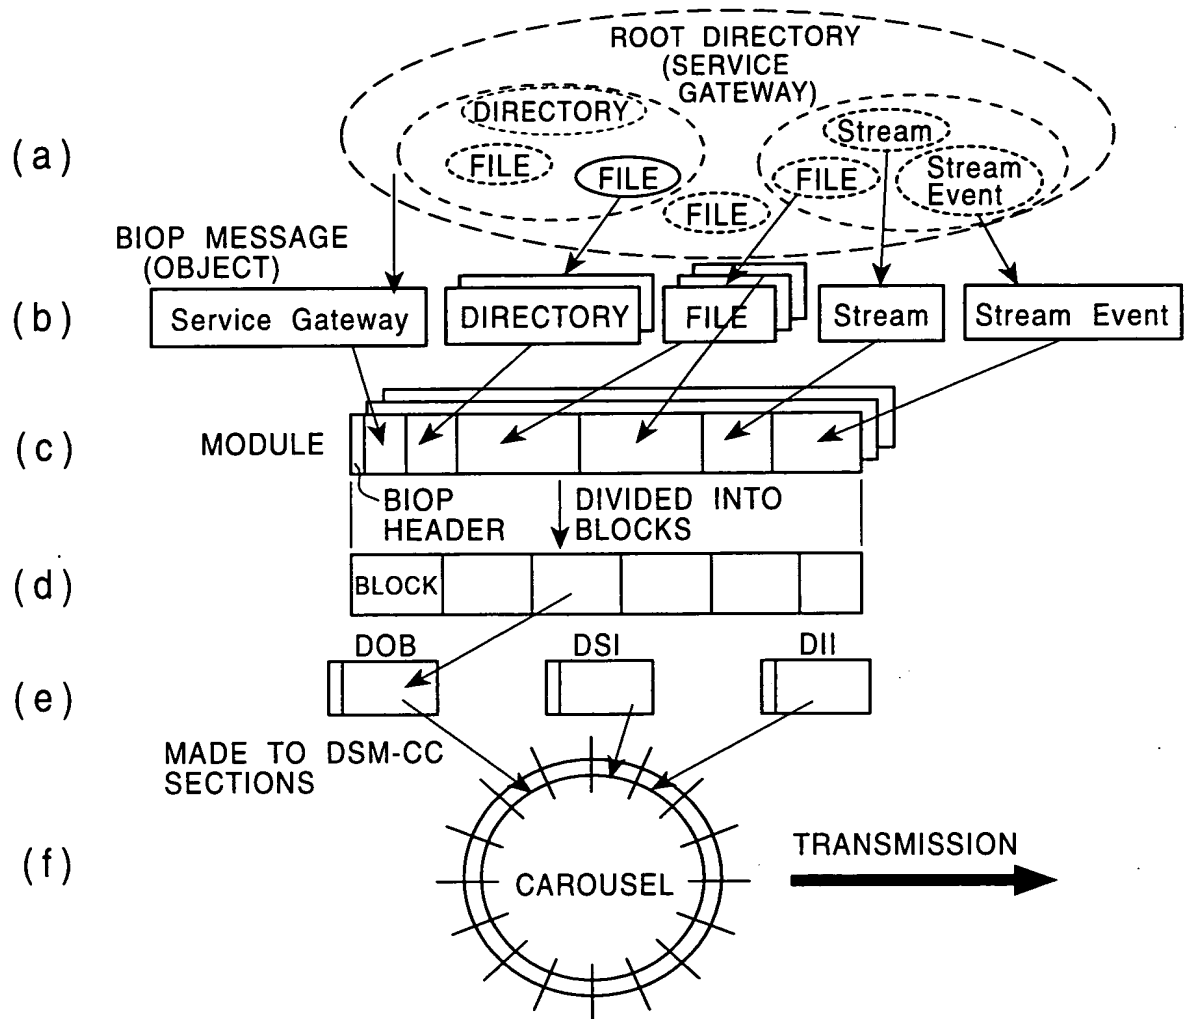 ROOT DIRECTORY
(SERVICE
GATEWAY)
DIRECTORY
Stream
(a)
FILE
FILE
FILE
Stream
Event
FILE
BIOP MESSAGE
(OBJECT)
(b)
Service Gateway
DIRECTORY
FILE
Stream
Stream Event
(c)
MODULE
BIOP
HEADER
DIVIDED INTO
BLOCKS
(d)
BLOCK
DOB
DSI
DII
(e)
MADE TO DSM-CC
SECTIONS
(f)
CAROUSEL
TRANSMISSION